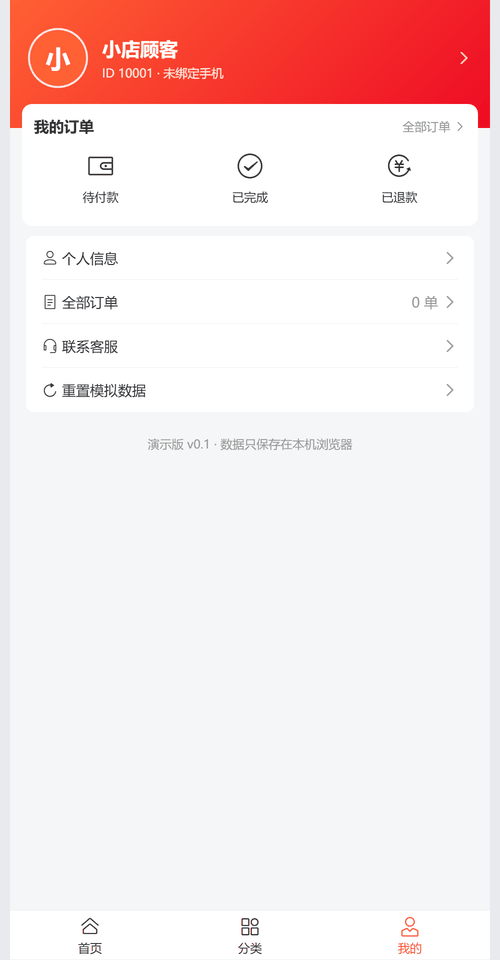 小
小店顾客
ID 10001 · 未绑定手机
我的订单
全部订单
待付款
已完成
已退款
个人信息
全部订单
0 单
联系客服
重置模拟数据
演示版 v0.1 · 数据只保存在本机浏览器
首页
分类
我的